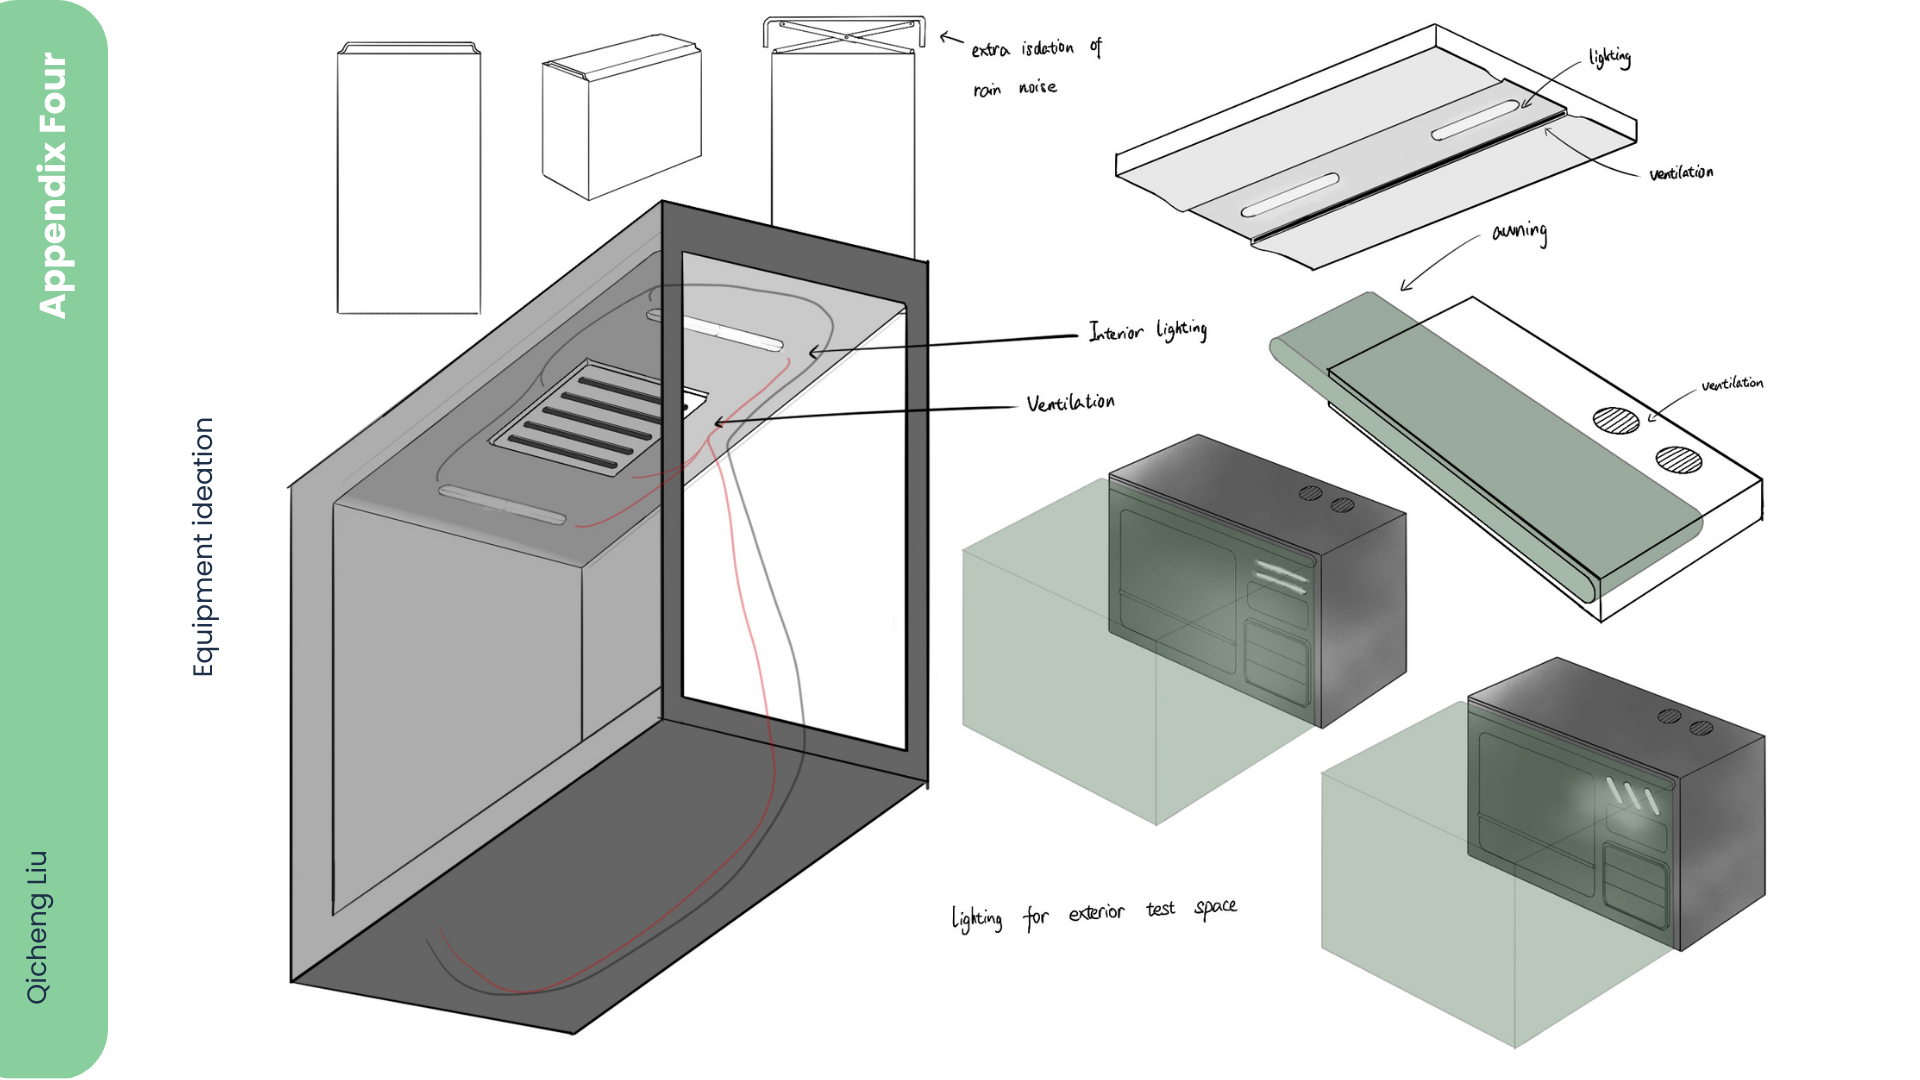 Appendix Four
Qicheng Liu
Equipment ideation
extra isdation of
rain noise
lighting
ventilation
awning
Interior lighting
ventilation
Ventilation
lighting for exterior test space